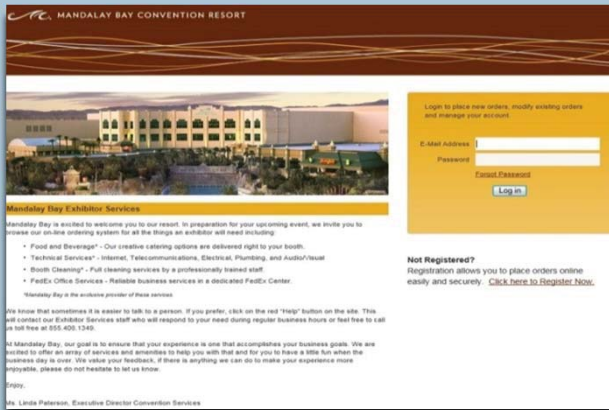 MANDALAY BAY CONVENTION RESORT
Login to place new orders, modify existing orders
and manage your account.
E-Mail Address
Password
Forgot Password
Log in
Mandalay Bay Exhibitor Services
Mandalay Bay is excited to welcome you to our resort. In preparation for your upcoming event, we invite you to
browse our on-line ordering system for all the things an exhibitor will need including:
• Food and Beverage* - Our creative catering options are delivered right to your booth.
• Technical Services* - Internet, Telecommunications, Electrical, Plumbing, and Audio/Visual
• Booth Cleaning* - Full cleaning services by a professionally trained staff
• FedEx Office Services - Reliable business services in a dedicated FedEx Center.
*Mandalay Bay is the exclusive provider of these services.
Not Registered?
Registration allows you to place orders online
easily and securely. Click here to Register Now.
We know that sometimes it is easier to talk to a person. If you prefer, click on the red "Help" button on the site. This
will contact our Exhibitor Services staff who will respond to your need during regular business hours or feel free to call
us toll free at 855.400.1349.
At Mandalay Bay, our goal is to ensure that your experience is one that accomplishes your business goals. We are
excited to offer an array of services and amenities to help you with that and for you to have a little fun when the
business day is over. We value your feedback, if there is anything we can do to make your experience more
enjoyable, please do not hesitate to let us know.
Enjoy,
Ms. Linda Paterson, Executive Director Convention Services